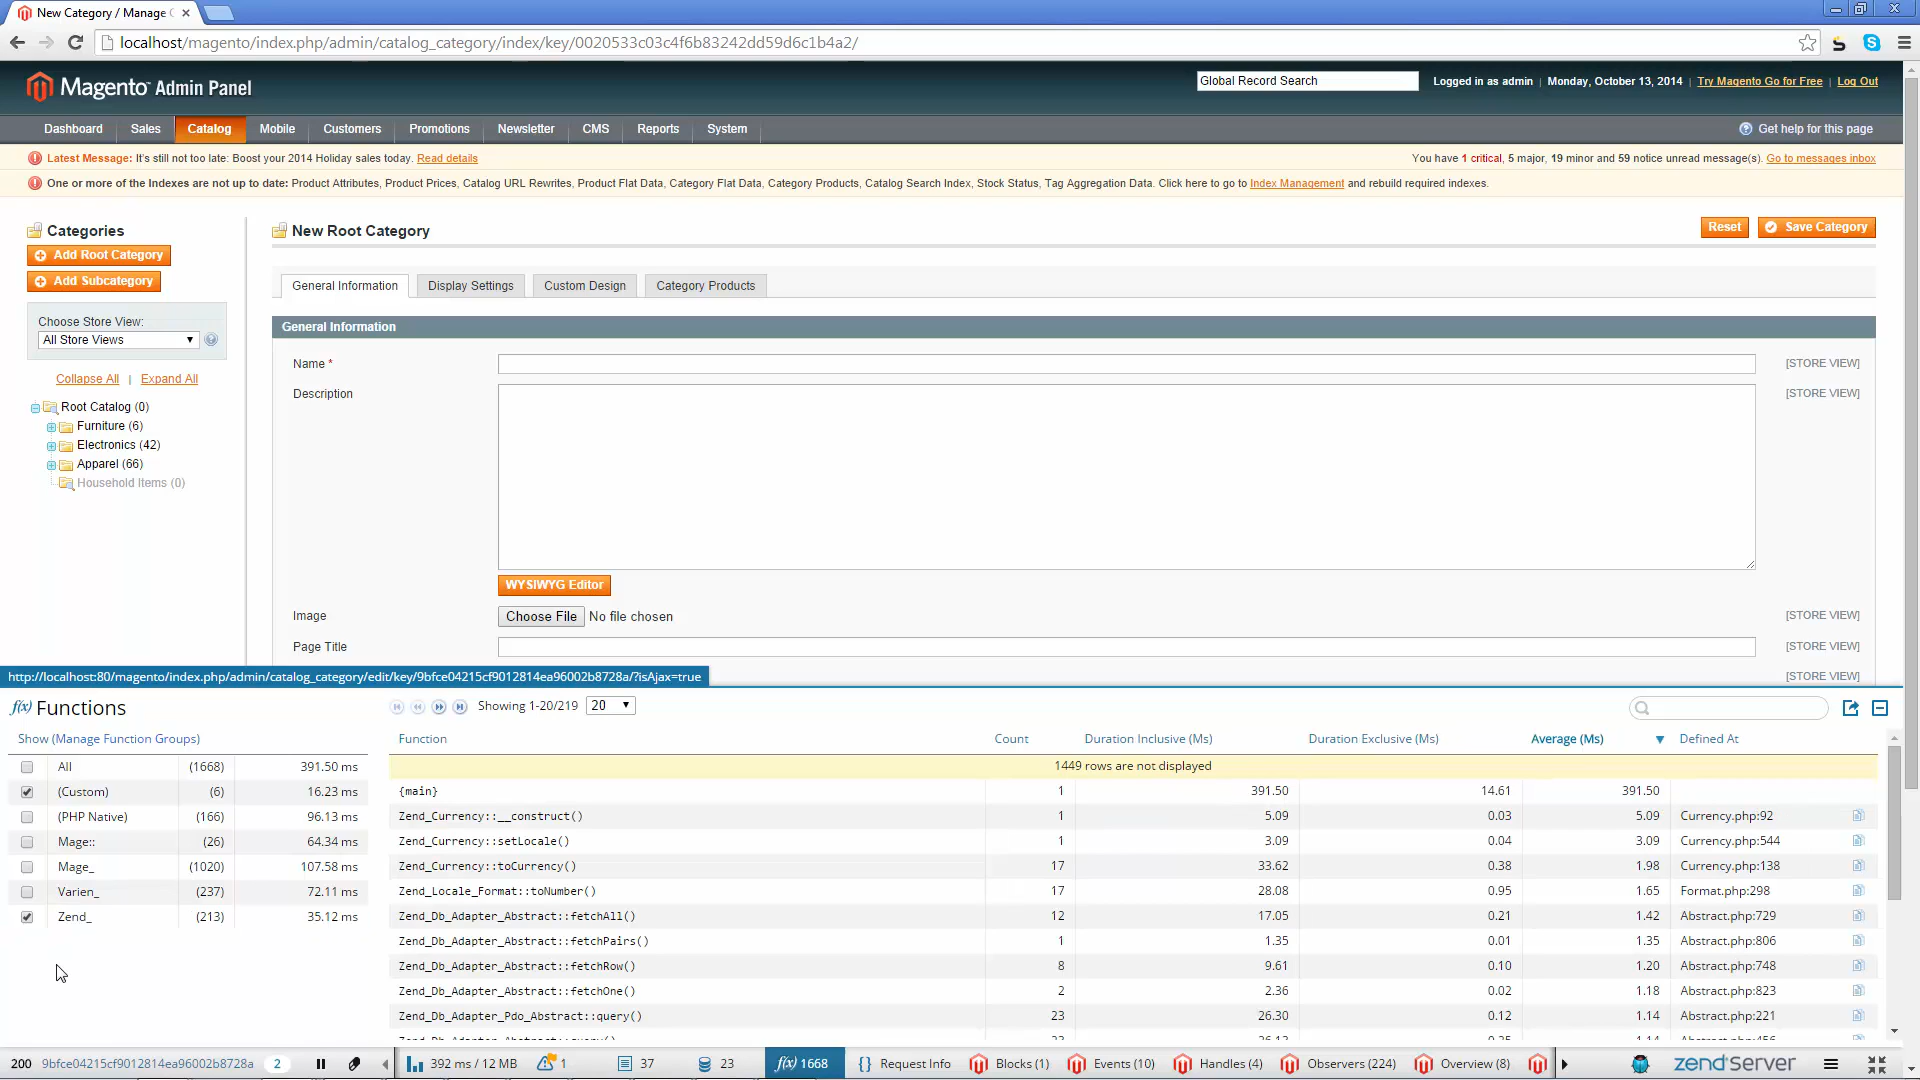 New Category / Manage C
localhost/magento/index.php/admin/catalog_category/index/key/0020533c03c4f6b83242dd59d6c1b4a2/
Magento™ Admin Panel
Global Record Search
Logged in as admin | Monday, October 13, 2014 | Try Magento Go for Free | Log Out
Dashboard Sales Catalog Mobile Customers Promotions Newsletter CMS Reports System
Get help for this page
Latest Message: It's still not too late: Boost your 2014 Holiday sales today. Read details
You have 1 critical, 5 major, 19 minor and 59 notice unread message(s). Go to messages inbox
One or more of the Indexes are not up to date: Product Attributes, Product Prices, Catalog URL Rewrites, Product Flat Data, Category Flat Data, Category Products, Catalog Search Index, Stock Status, Tag Aggregation Data. Click here to go to Index Management and rebuild required indexes.
Categories
Add Root Category
Add Subcategory
Choose Store View:
All Store Views
Collapse All | Expand All
Root Catalog (0)
Furniture (6)
Electronics (42)
Apparel (66)
Household Items (0)
New Root Category
Reset Save Category
General Information Display Settings Custom Design Category Products
General Information
Name * [STORE VIEW]
Description [STORE VIEW]
WYSIWYG Editor
Image Choose File No file chosen [STORE VIEW]
Page Title [STORE VIEW]
[STORE VIEW]
http://localhost:80/magento/index.php/admin/catalog_category/edit/key/9bfce04215cf9012814ea96002b8728a/?isAjax=true
f(x) Functions
Showing 1-20/219 20
Show (Manage Function Groups)
All (1668) 391.50 ms
(Custom) (6) 16.23 ms
(PHP Native) (166) 96.13 ms
Mage:: (26) 64.34 ms
Mage_ (1020) 107.58 ms
Varien_ (237) 72.11 ms
Zend_ (213) 35.12 ms
Function Count Duration Inclusive (Ms) Duration Exclusive (Ms) Average (Ms) Defined At
1449 rows are not displayed
{main} 1 391.50 14.61 391.50
Zend_Currency::__construct() 1 5.09 0.03 5.09 Currency.php:92
Zend_Currency::setLocale() 1 3.09 0.04 3.09 Currency.php:544
Zend_Currency::toCurrency() 17 33.62 0.38 1.98 Currency.php:138
Zend_Locale_Format::toNumber() 17 28.08 0.95 1.65 Format.php:298
Zend_Db_Adapter_Abstract::fetchAll() 12 17.05 0.21 1.42 Abstract.php:729
Zend_Db_Adapter_Abstract::fetchPairs() 1 1.35 0.01 1.35 Abstract.php:806
Zend_Db_Adapter_Abstract::fetchRow() 8 9.61 0.10 1.20 Abstract.php:748
Zend_Db_Adapter_Abstract::fetchOne() 2 2.36 0.02 1.18 Abstract.php:823
Zend_Db_Adapter_Pdo_Abstract::query() 23 26.30 0.12 1.14 Abstract.php:221
200 9bfce04215cf9012814ea96002b8728a 2 392 ms / 12 MB 1 37 23 f(x) 1668 {} Request Info Blocks (1) Events (10) Handles (4) Observers (224) Overview (8) zendServer